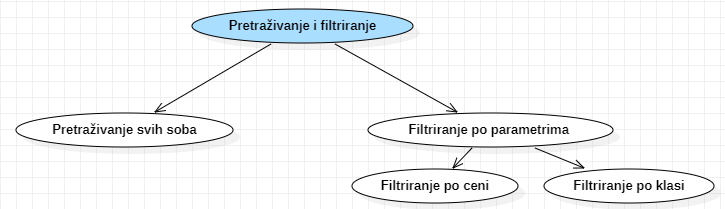 Pretraživanje i filtriranje
Pretraživanje svih soba
Filtriranje po parametrima
Filtriranje po ceni
Filtriranje po klasi